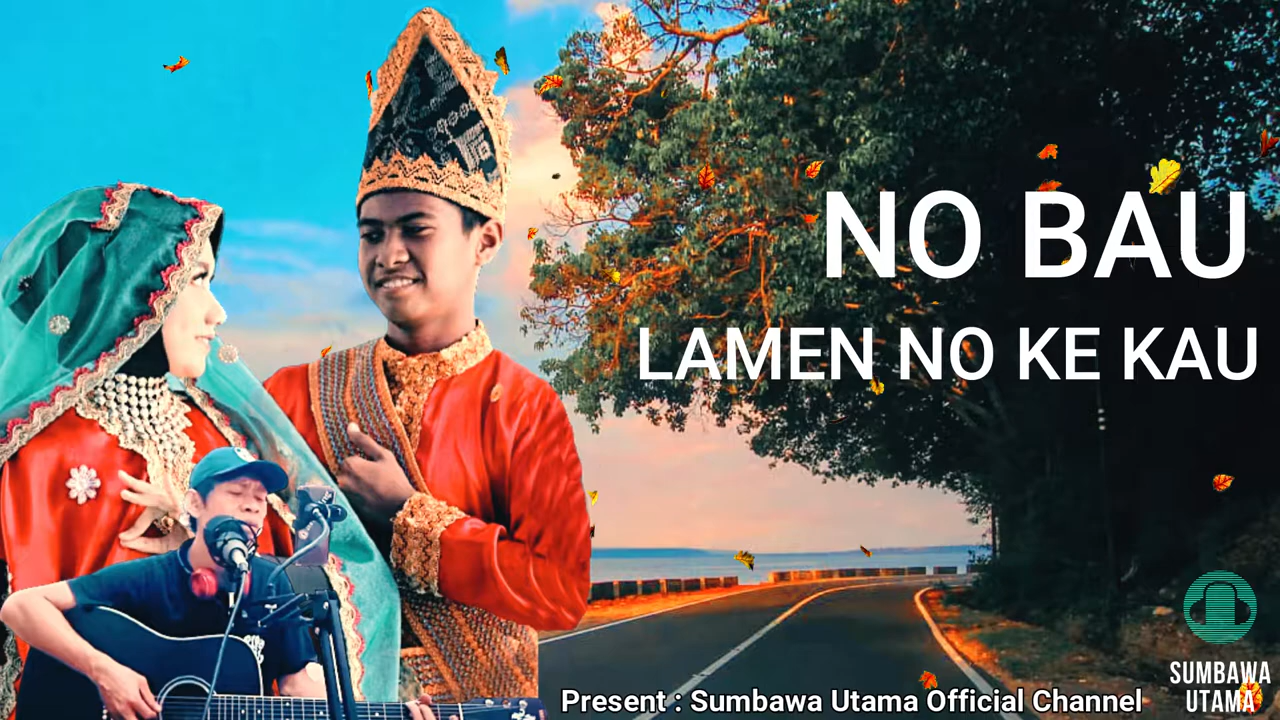 NO BAU
LAMEN NO KE KAU
Present : Sumbawa Utama Official Channel
SUMBAWA
UTAMA